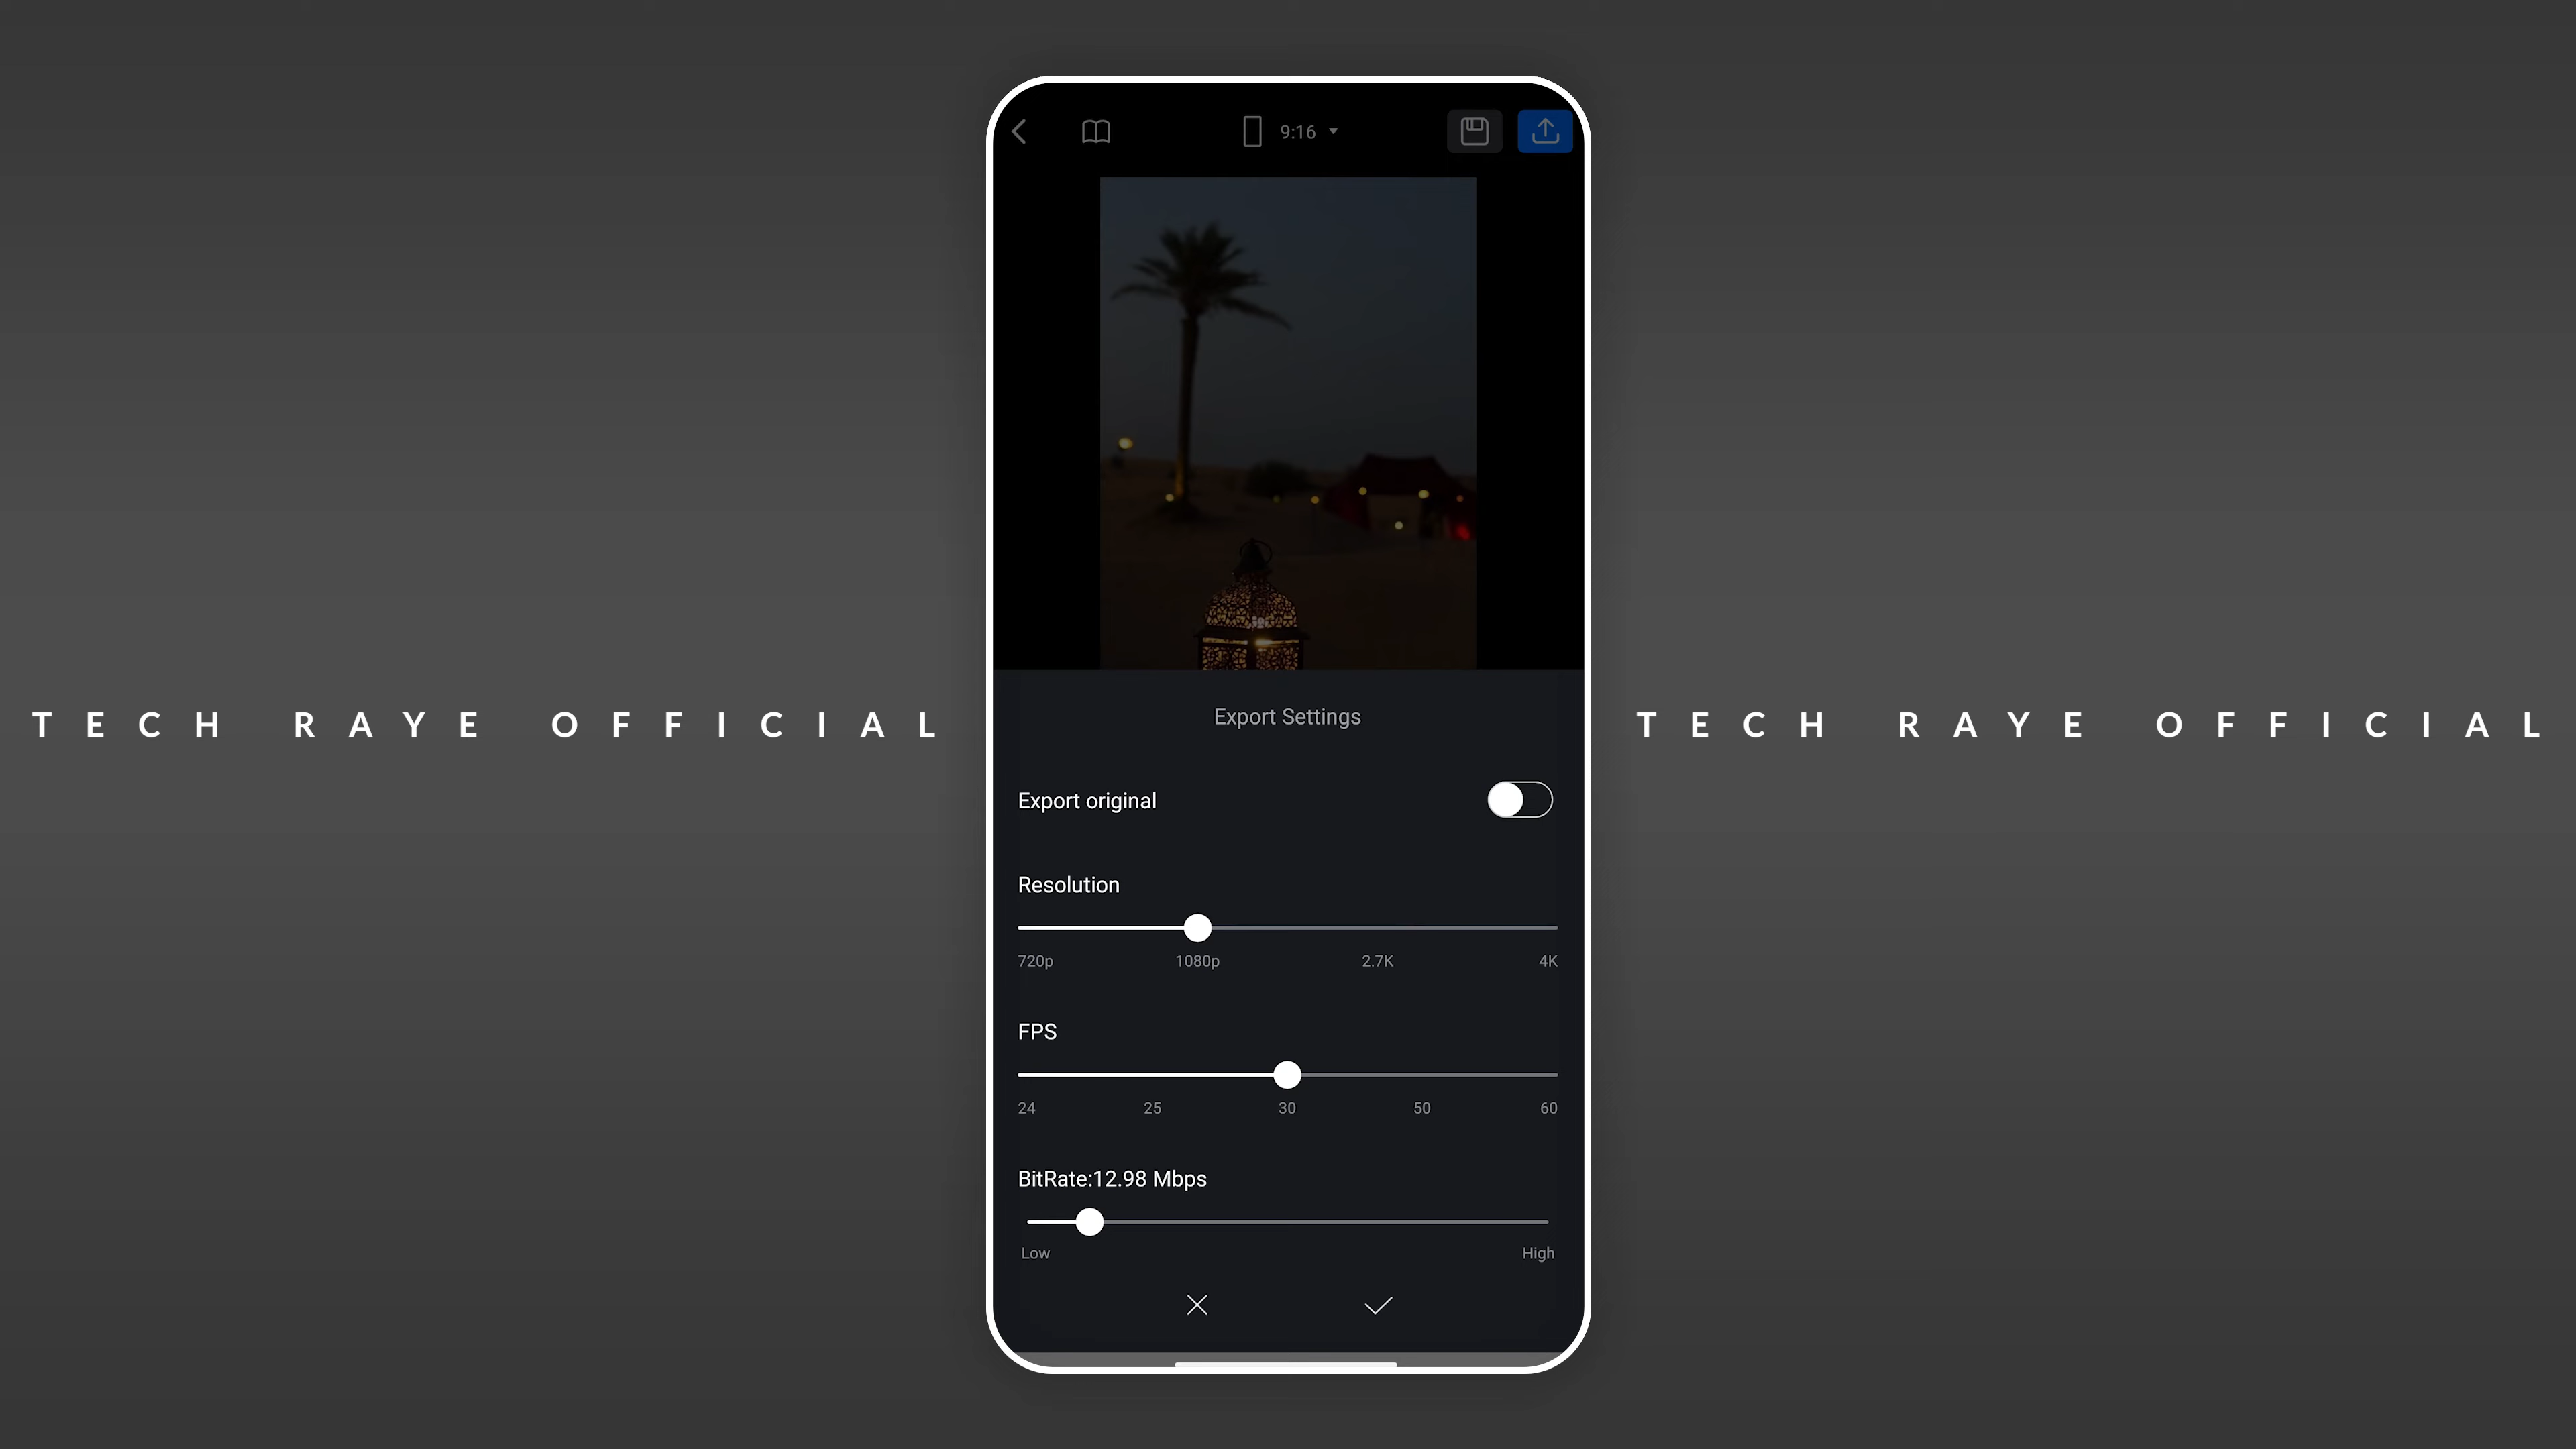 9:16
TECH RAYE OFFICIAL
TECH RAYE OFFICIAL
Export Settings
Export original
Resolution
720p 1080p 2.7K 4K
FPS
24 25 30 50 60
BitRate:12.98 Mbps
Low High